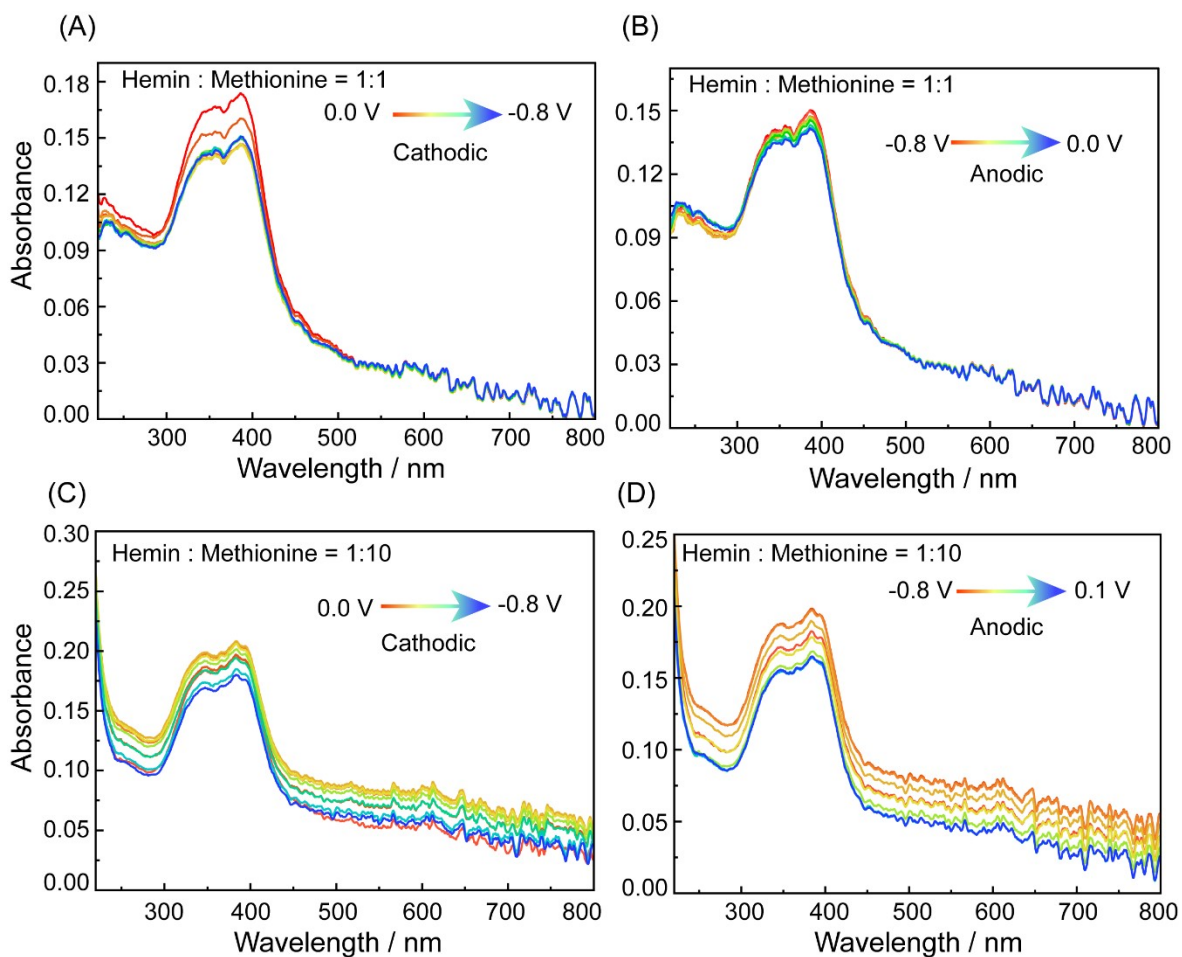 (A)
Hemin : Methionine = 1:1
0.0 V -0.8 V
Cathodic
Absorbance
0.18
0.15
0.12
0.09
0.06
0.03
0.00
300 400 500 600 700 800
Wavelength / nm
(B)
Hemin : Methionine = 1:1
-0.8 V 0.0 V
Anodic
0.15
0.12
0.09
0.06
0.03
0.00
300 400 500 600 700 800
Wavelength / nm
(C)
Hemin : Methionine = 1:10
0.0 V -0.8 V
Cathodic
Absorbance
0.30
0.25
0.20
0.15
0.10
0.05
0.00
300 400 500 600 700 800
Wavelength / nm
(D)
Hemin : Methionine = 1:10
-0.8 V 0.1 V
Anodic
0.25
0.20
0.15
0.10
0.05
0.00
300 400 500 600 700 800
Wavelength / nm